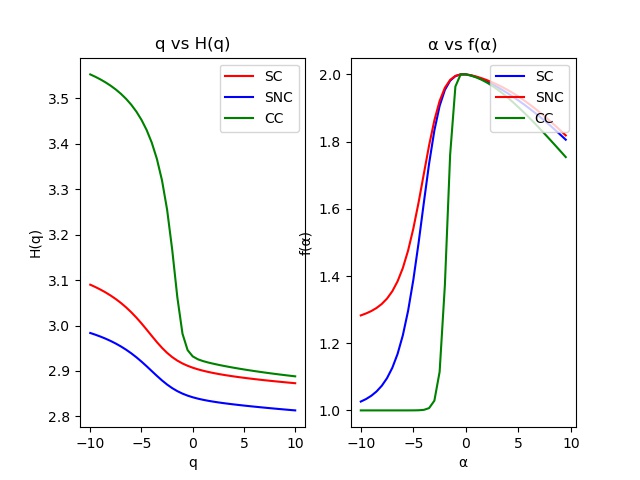 q vs H(q)
SC
SNC
CC
3.5
3.4
3.3
3.2
3.1
3.0
2.9
2.8
H(q)
−10
−5
0
5
10
q
α vs f(α)
SC
SNC
CC
2.0
1.8
1.6
1.4
1.2
1.0
f(α)
−10
−5
0
5
10
α